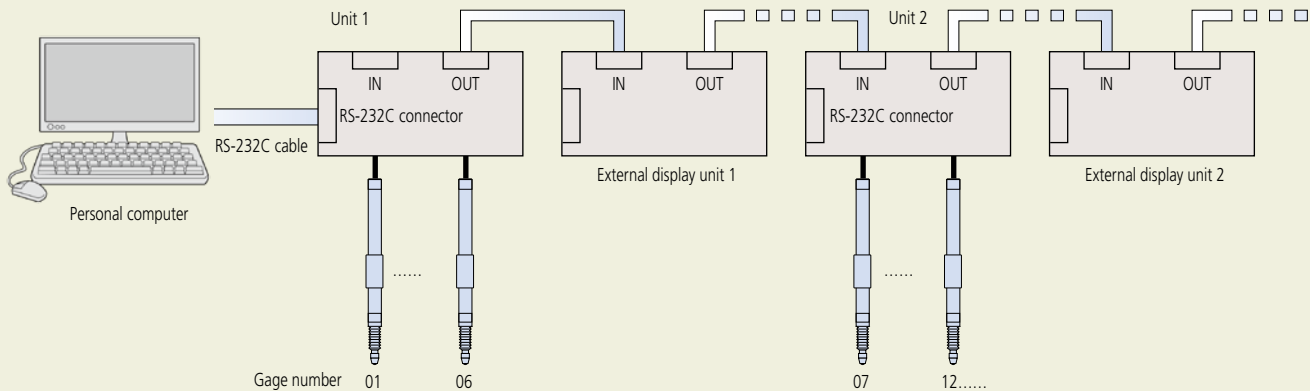 Unit 1
Unit 2
IN OUT IN OUT IN OUT IN OUT
RS-232C connector
RS-232C connector
RS-232C cable
External display unit 1
External display unit 2
Personal computer
......
......
Gage number 01 06 07 12......